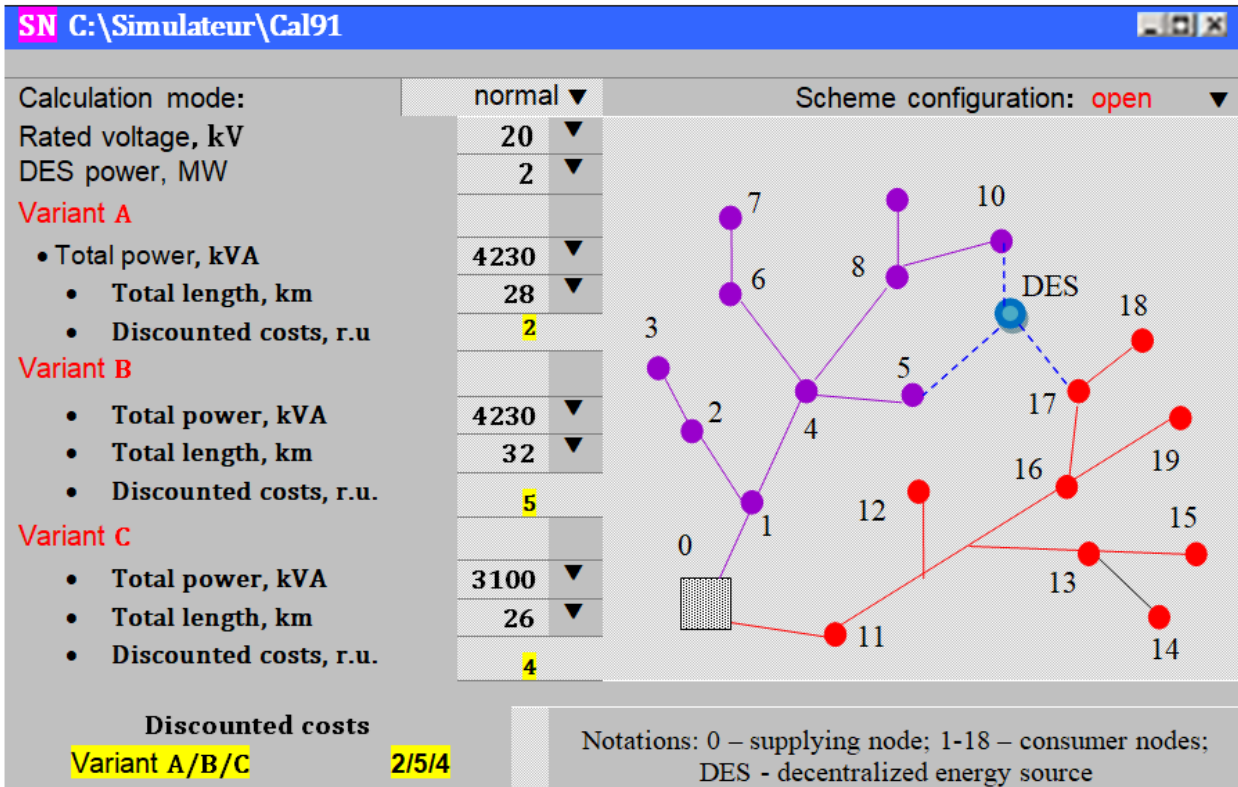 SN C:\Simulateur\Cal91
Calculation mode: normal ▼
Scheme configuration: open ▼
Rated voltage, kV 20 ▼
DES power, MW 2 ▼
Variant A
• Total power, kVA 4230 ▼
• Total length, km 28 ▼
• Discounted costs, r.u 2
Variant B
• Total power, kVA 4230 ▼
• Total length, km 32 ▼
• Discounted costs, r.u. 5
Variant C
• Total power, kVA 3100 ▼
• Total length, km 26 ▼
• Discounted costs, r.u. 4
Discounted costs
Variant A/B/C 2/5/4
7
10
6
8
DES
18
3
5
2
4
17
16
19
12
1
15
0
13
11
14
Notations: 0 – supplying node; 1-18 – consumer nodes;
DES - decentralized energy source